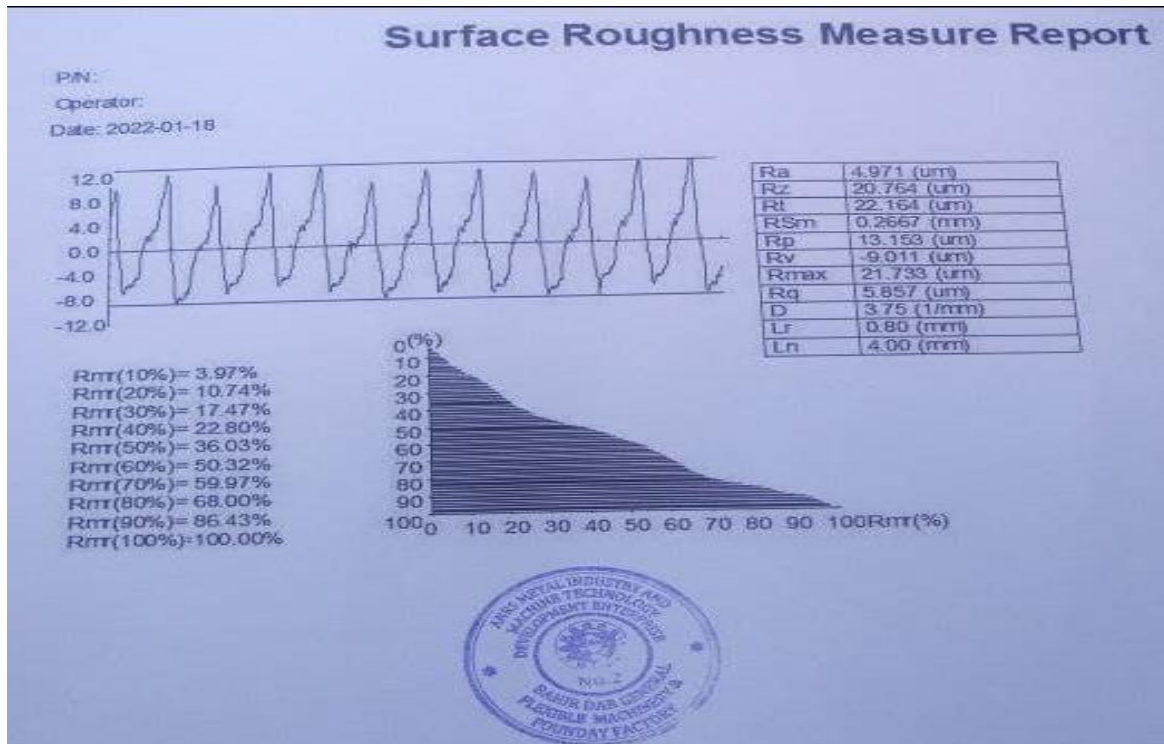 Surface Roughness Measure Report
P/N:
Operator:
Date: 2022-01-18
12.0
8.0
4.0
0.0
-4.0
-8.0
-12.0
Ra 4.971 (um)
Rz 20.764 (um)
Rt 22.164 (um)
RSm 0.2667 (mm)
Rp 13.153 (um)
Rv -9.011 (um)
Rmax 21.733 (um)
Rq 5.857 (um)
D 3.75 (1/mm)
Lr 0.80 (mm)
Ln 4.00 (mm)
Rmr(10%)= 3.97%
Rmr(20%)= 10.74%
Rmr(30%)= 17.47%
Rmr(40%)= 22.80%
Rmr(50%)= 36.03%
Rmr(60%)= 50.32%
Rmr(70%)= 59.97%
Rmr(80%)= 68.00%
Rmr(90%)= 86.43%
Rmr(100%)=100.00%
0(%)
10
20
30
40
50
60
70
80
90
100
0 10 20 30 40 50 60 70 80 90 100Rmr(%)
METAL INDUSTRY AND
MACHINE TECHNOLOGY
DEVELOPMENT ENTERPRISE
NO.2
BAHIR DAR GENERAL
FLEXIBLE MACHINERY &
FOUNDAY FACTORY